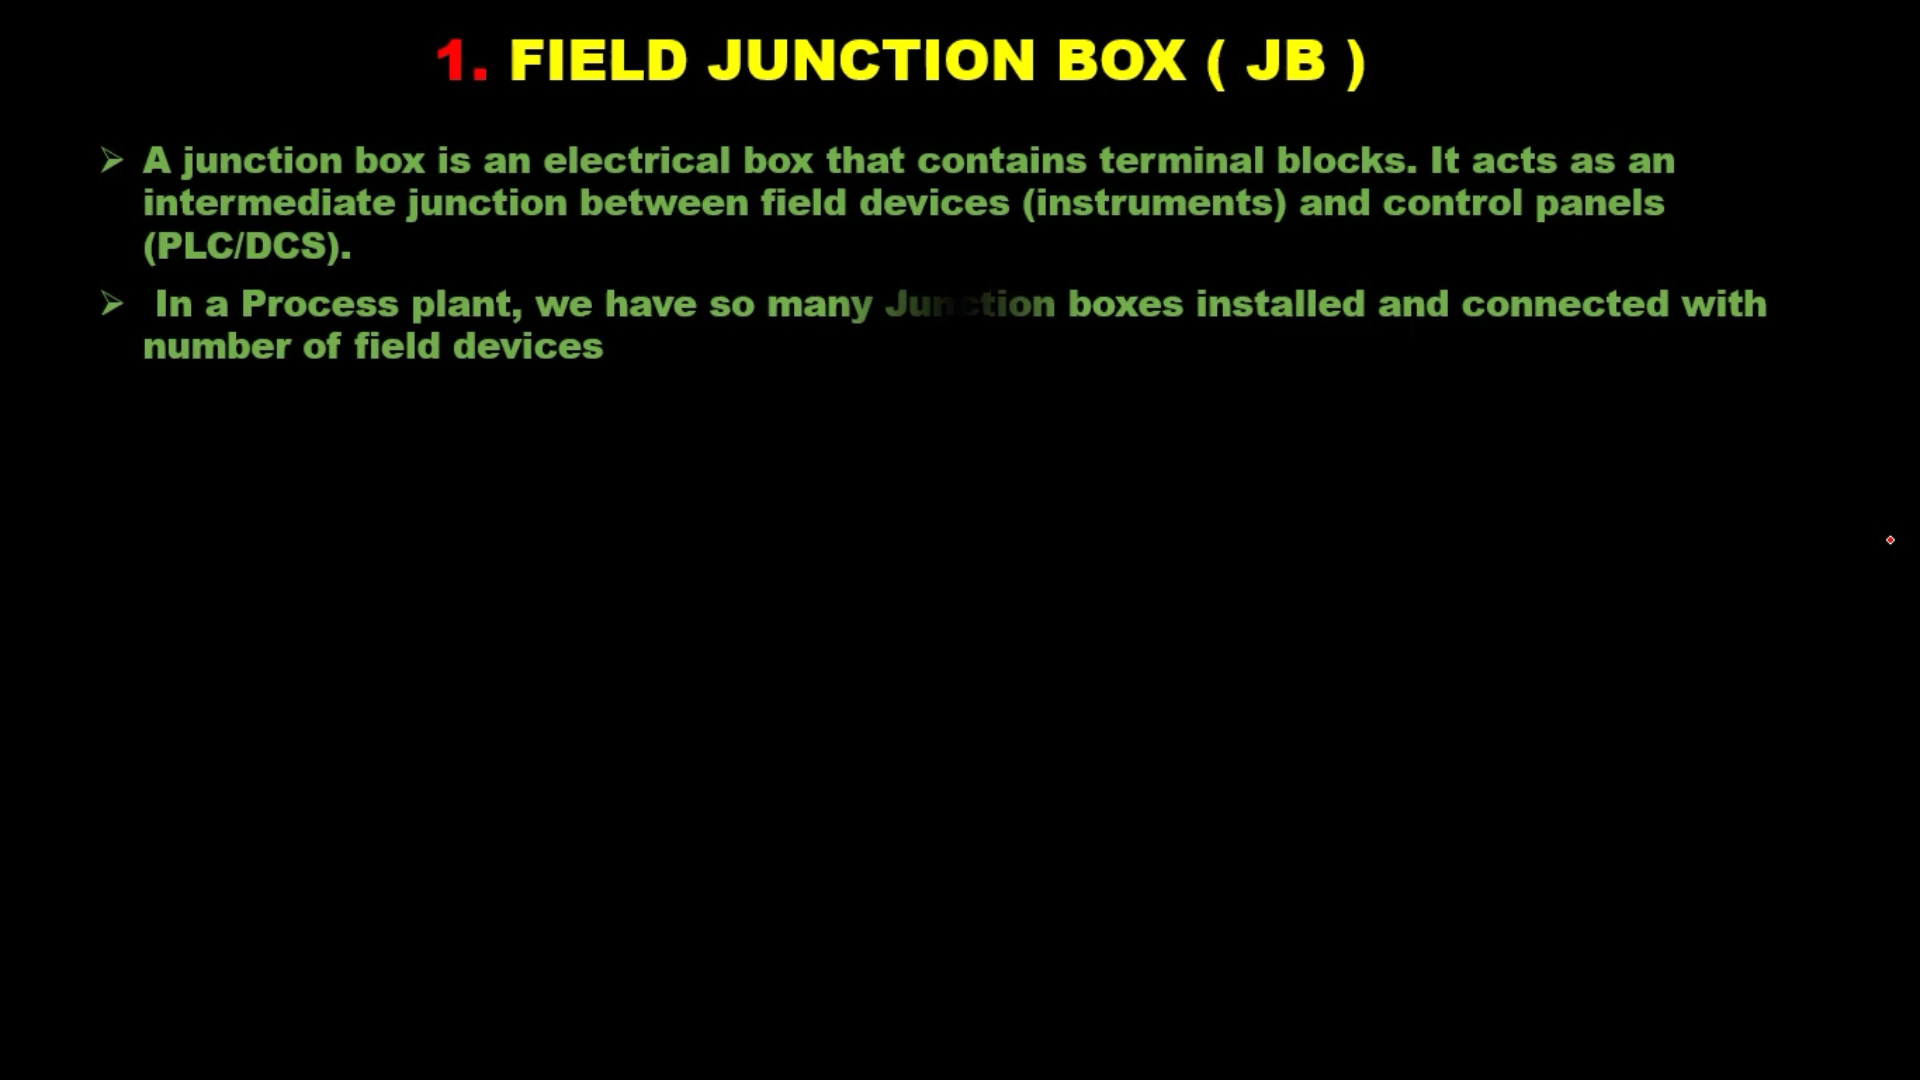 1. FIELD JUNCTION BOX ( JB )
➢ A junction box is an electrical box that contains terminal blocks. It acts as an
intermediate junction between field devices (instruments) and control panels
(PLC/DCS).
➢ In a Process plant, we have so many Junction boxes installed and connected with
number of field devices